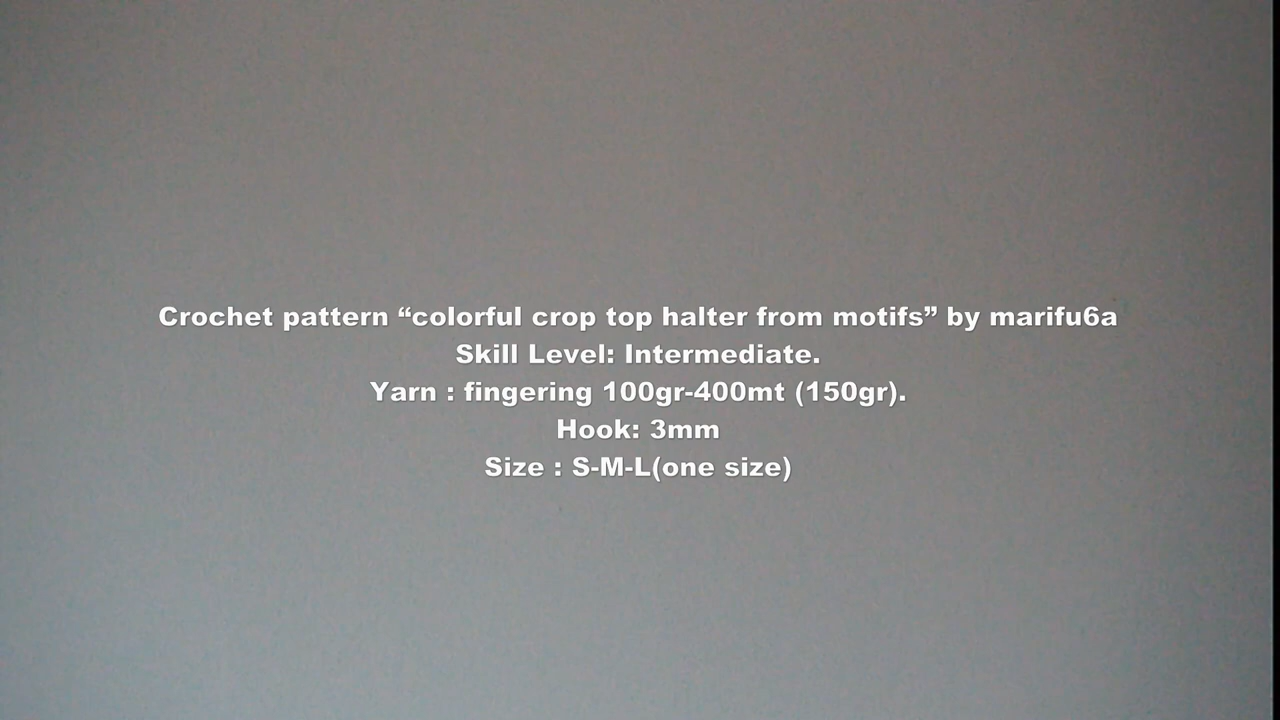 Crochet pattern “colorful crop top halter from motifs” by marifu6a
Skill Level: Intermediate.
Yarn : fingering 100gr-400mt (150gr).
Hook: 3mm
Size : S-M-L(one size)